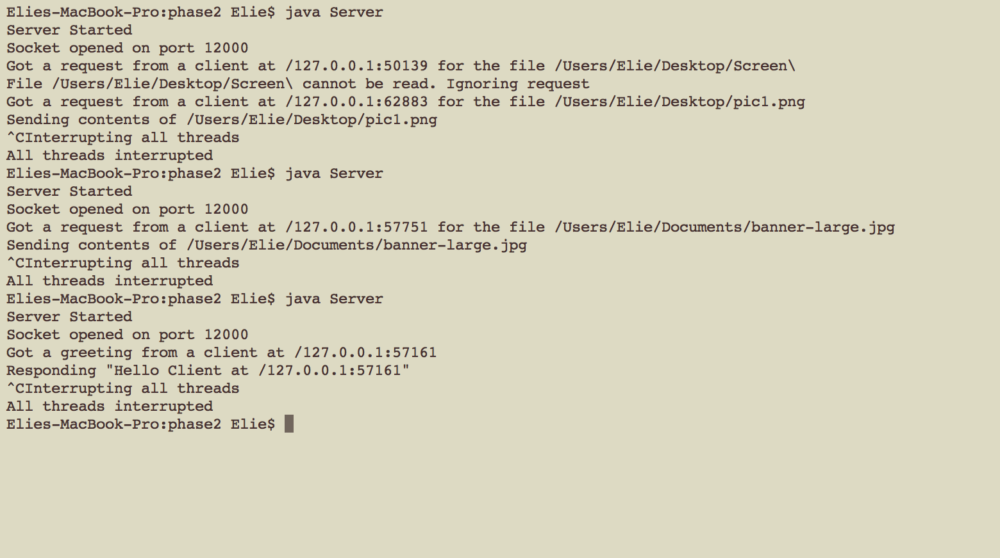 Elies-MacBook-Pro:phase2 Elie$ java Server
Server Started
Socket opened on port 12000
Got a request from a client at /127.0.0.1:50139 for the file /Users/Elie/Desktop/Screen\
File /Users/Elie/Desktop/Screen\ cannot be read. Ignoring request
Got a request from a client at /127.0.0.1:62883 for the file /Users/Elie/Desktop/pic1.png
Sending contents of /Users/Elie/Desktop/pic1.png
^CInterrupting all threads
All threads interrupted
Elies-MacBook-Pro:phase2 Elie$ java Server
Server Started
Socket opened on port 12000
Got a request from a client at /127.0.0.1:57751 for the file /Users/Elie/Documents/banner-large.jpg
Sending contents of /Users/Elie/Documents/banner-large.jpg
^CInterrupting all threads
All threads interrupted
Elies-MacBook-Pro:phase2 Elie$ java Server
Server Started
Socket opened on port 12000
Got a greeting from a client at /127.0.0.1:57161
Responding "Hello Client at /127.0.0.1:57161"
^CInterrupting all threads
All threads interrupted
Elies-MacBook-Pro:phase2 Elie$